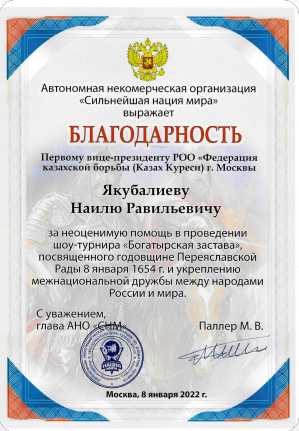 Автономная некоммерческая организация
«Сильнейшая нация мира»
выражает
БЛАГОДАРНОСТЬ
Первому вице-президенту РОО «Федерация
казахской борьбы (Казах Куреси) г. Москвы
Якубалиеву
Наилю Равильевичу
за неоценимую помощь в проведении
шоу-турнира «Богатырская застава»,
посвященного годовщине Переяславской
Рады 8 января 1654 г. и укреплению
межнациональной дружбы между народами
России и мира.
С уважением,
глава АНО «СНМ»
Паллер М. В.
Москва, 8 января 2022 г.